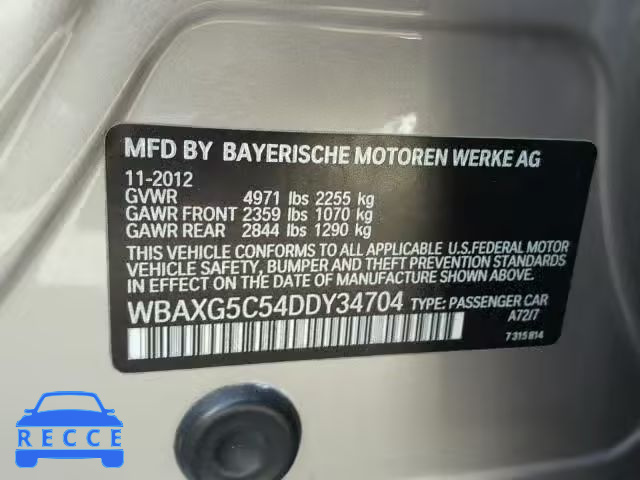 MFD BY BAYERISCHE MOTOREN WERKE AG
11-2012
GVWR 4971 lbs 2255 kg
GAWR FRONT 2359 lbs 1070 kg
GAWR REAR 2844 lbs 1290 kg
THIS VEHICLE CONFORMS TO ALL APPLICABLE U.S.FEDERAL MOTOR
VEHICLE SAFETY, BUMPER AND THEFT PREVENTION STANDARDS
IN EFFECT ON THE DATE OF MANUFACTURE SHOWN ABOVE.
WBAXG5C54DDY34704 TYPE: PASSENGER CAR
A72/7
7 315 814
RECCE